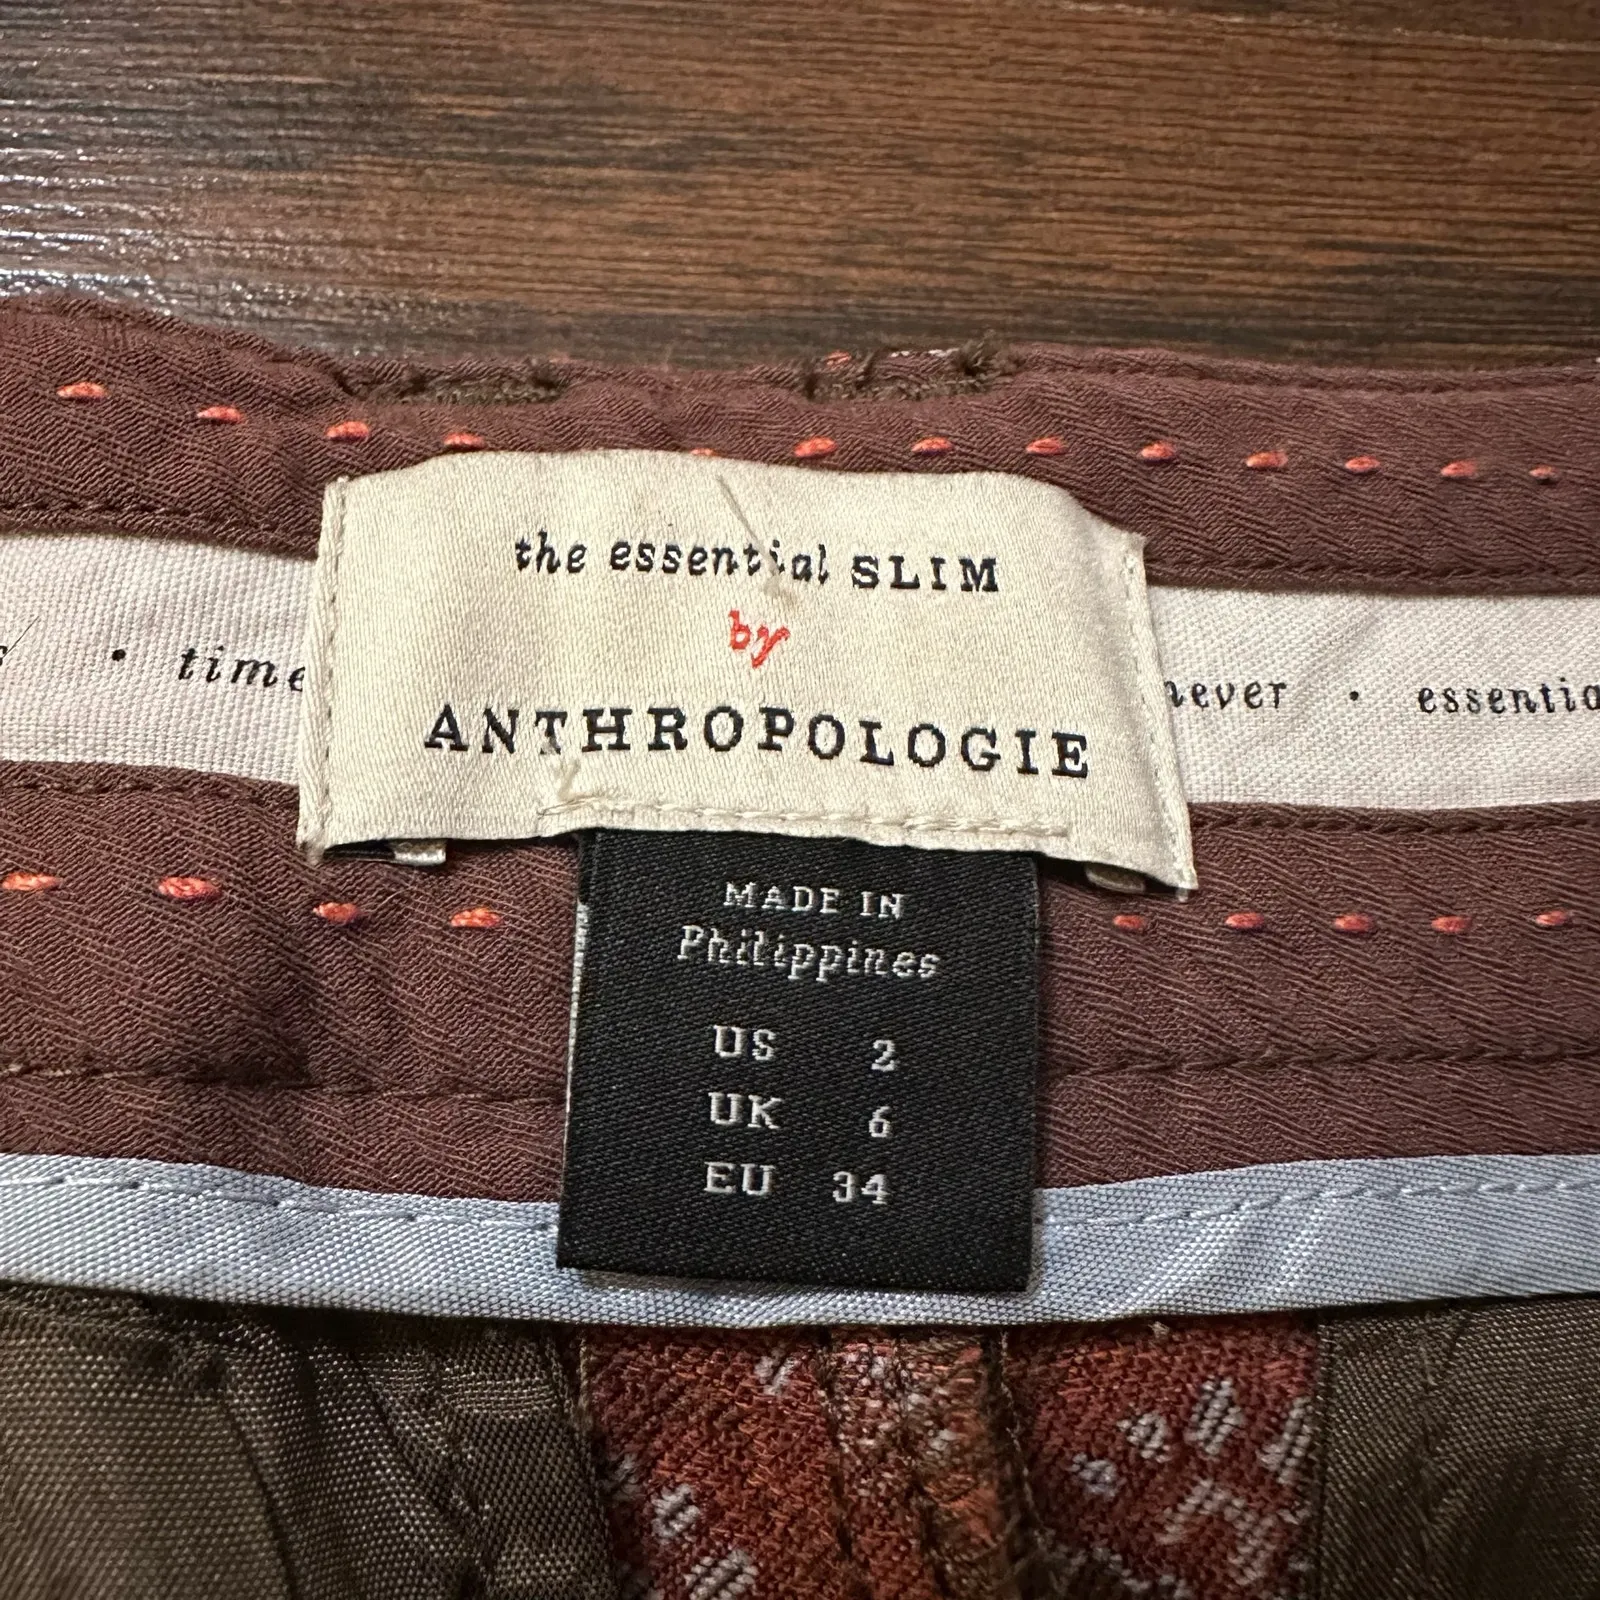 the essential SLIM
by
ANTHROPOLOGIE
• time
never • essentia
MADE IN
Philippines
US 2
UK 6
EU 34